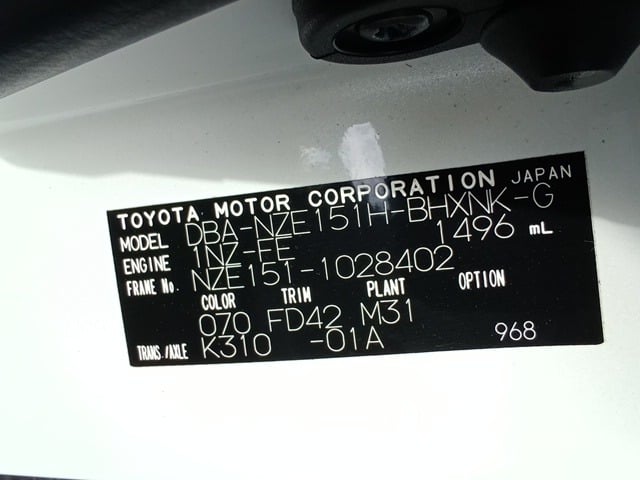 TOYOTA MOTOR CORPORATION JAPAN
MODEL DBA-NZE151H-BHXNK-G
ENGINE 1NZ-FE 1496 mL
FRAME No. NZE151-1028402
COLOR TRIM PLANT OPTION
070 FD42 M31
TRANS./AXLE K310 -01A 968